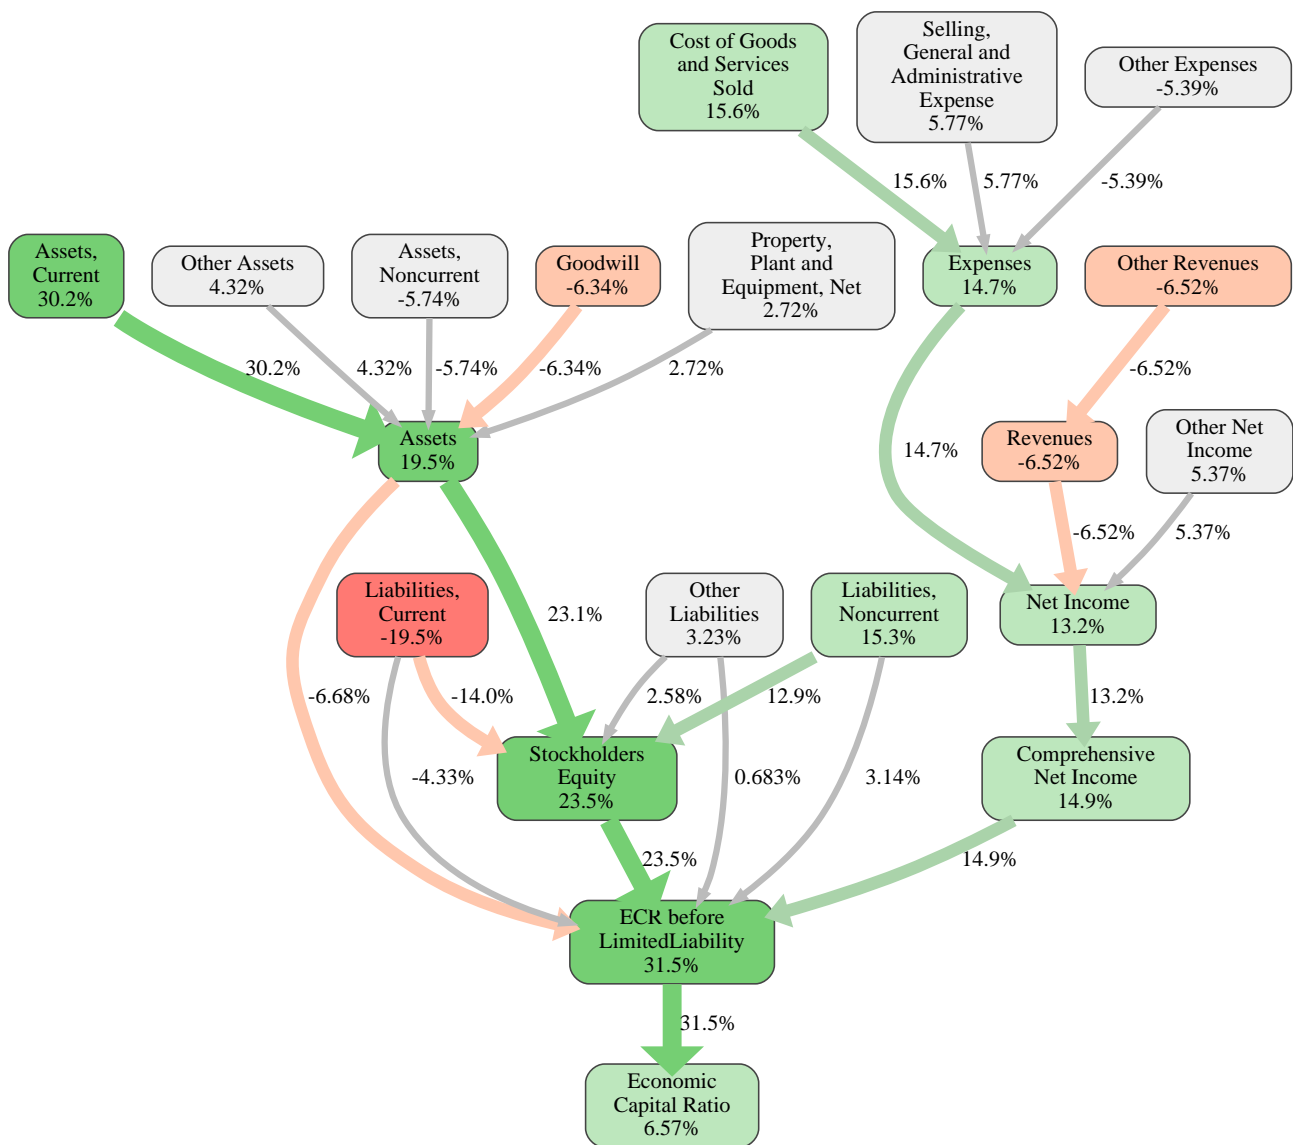 Cost of Goods
and Services
Sold
15.6%
Selling,
General and
Administrative
Expense
5.77%
Other Expenses
-5.39%
15.6%
5.77%
-5.39%
Assets,
Current
30.2%
Other Assets
4.32%
Assets,
Noncurrent
-5.74%
Goodwill
-6.34%
Property,
Plant and
Equipment, Net
2.72%
Expenses
14.7%
Other Revenues
-6.52%
30.2%
4.32%
-5.74%
-6.34%
2.72%
-6.52%
Assets
19.5%
14.7%
Revenues
-6.52%
Other Net
Income
5.37%
-6.52%
5.37%
Liabilities,
Current
-19.5%
23.1%
Other
Liabilities
3.23%
Liabilities,
Noncurrent
15.3%
Net Income
13.2%
-6.68%
-14.0%
2.58%
12.9%
13.2%
Stockholders
Equity
23.5%
Comprehensive
Net Income
14.9%
-4.33%
0.683%
3.14%
23.5%
14.9%
ECR before
LimitedLiability
31.5%
31.5%
Economic
Capital Ratio
6.57%